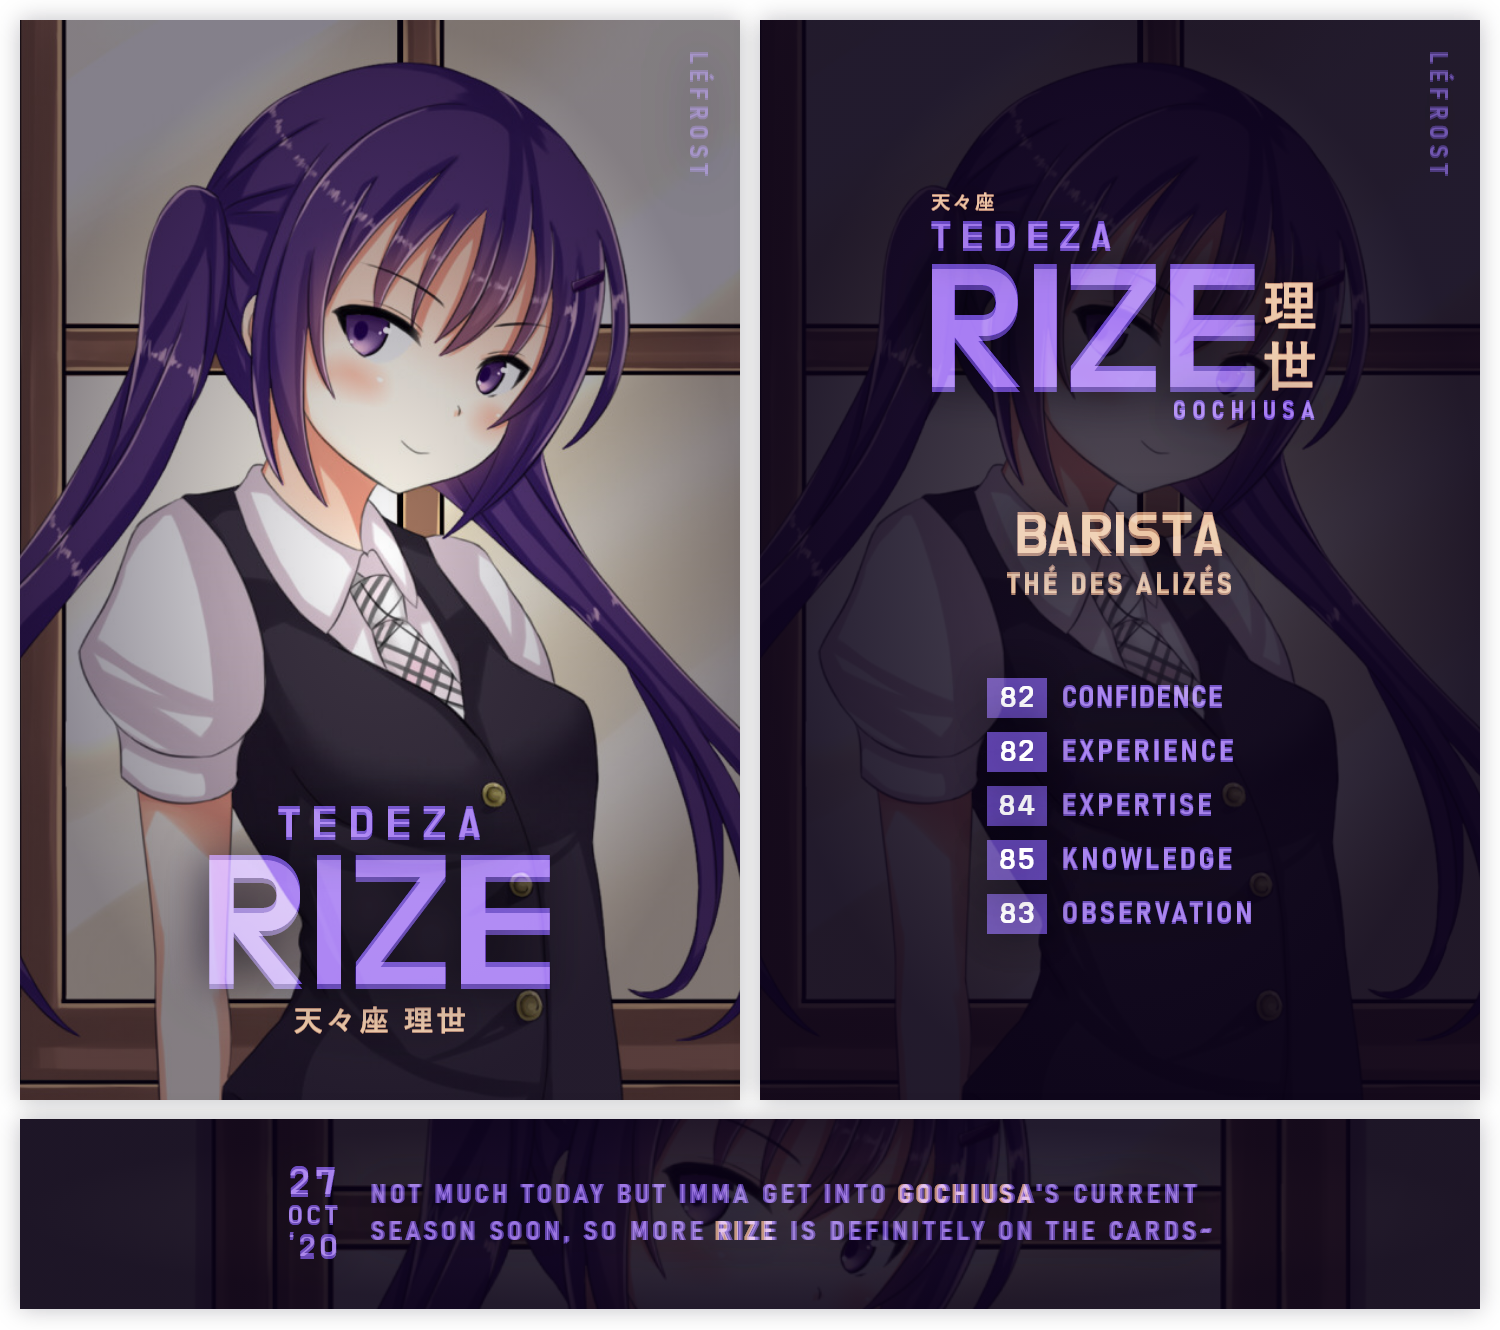 LÉFROST
TEDEZA
RIZE
天々座 理世
LÉFROST
天々座
TEDEZA
RIZE
理世
GOCHIUSA
BARISTA
THÉ DES ALIZÉS
82 CONFIDENCE
82 EXPERIENCE
84 EXPERTISE
85 KNOWLEDGE
83 OBSERVATION
27
OCT
'20
NOT MUCH TODAY BUT IMMA GET INTO GOCHIUSA'S CURRENT
SEASON SOON, SO MORE RIZE IS DEFINITELY ON THE CARDS~